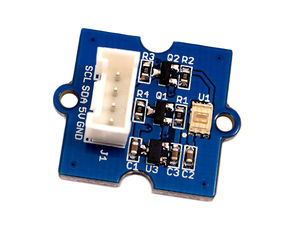 R3 Q2 R2
SCL SDA 5V GND
R4 Q1 R1 U1
J1
C1 U3 C3 C2